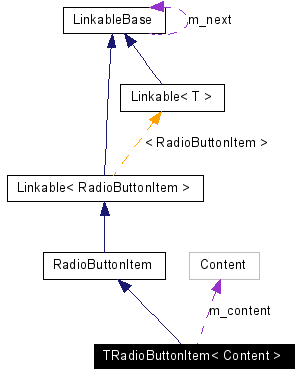 LinkableBase
m_next
Linkable< T >
< RadioButtonItem >
Linkable< RadioButtonItem >
RadioButtonItem
Content
m_content
TRadioButtonItem< Content >